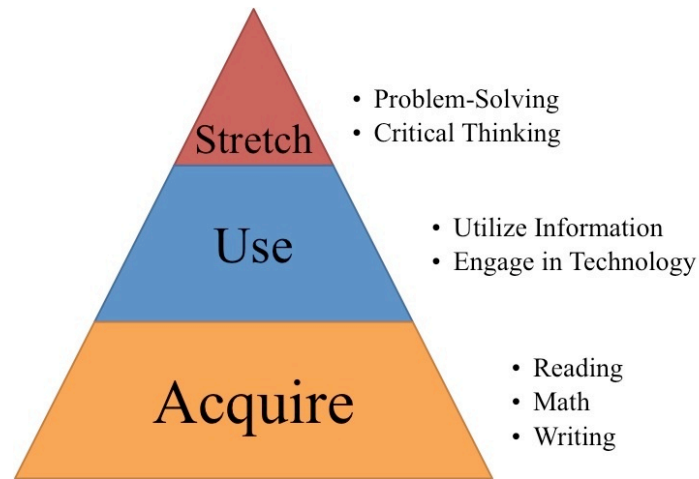 • Problem-Solving
• Critical Thinking
Stretch
• Utilize Information
• Engage in Technology
Use
• Reading
• Math
• Writing
Acquire